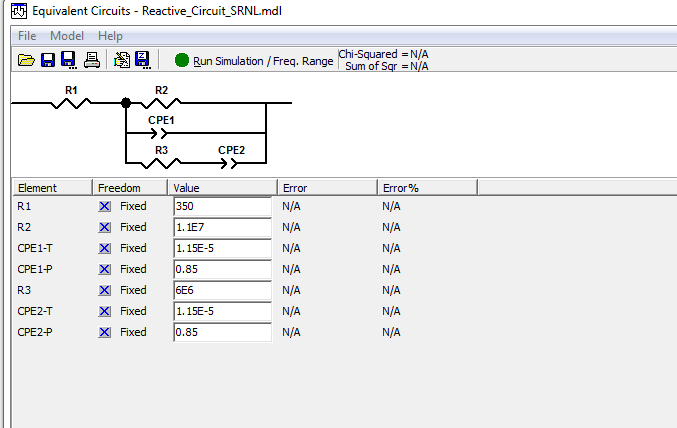 Equivalent Circuits - Reactive_Circuit_SRNL.mdl
File Model Help
Run Simulation / Freq. Range
Chi-Squared = N/A
Sum of Sqr = N/A
R1 R2
CPE1
R3 CPE2
Element Freedom Value Error Error%
R1 Fixed 350 N/A N/A
R2 Fixed 1.1E7 N/A N/A
CPE1-T Fixed 1.15E-5 N/A N/A
CPE1-P Fixed 0.85 N/A N/A
R3 Fixed 6E6 N/A N/A
CPE2-T Fixed 1.15E-5 N/A N/A
CPE2-P Fixed 0.85 N/A N/A